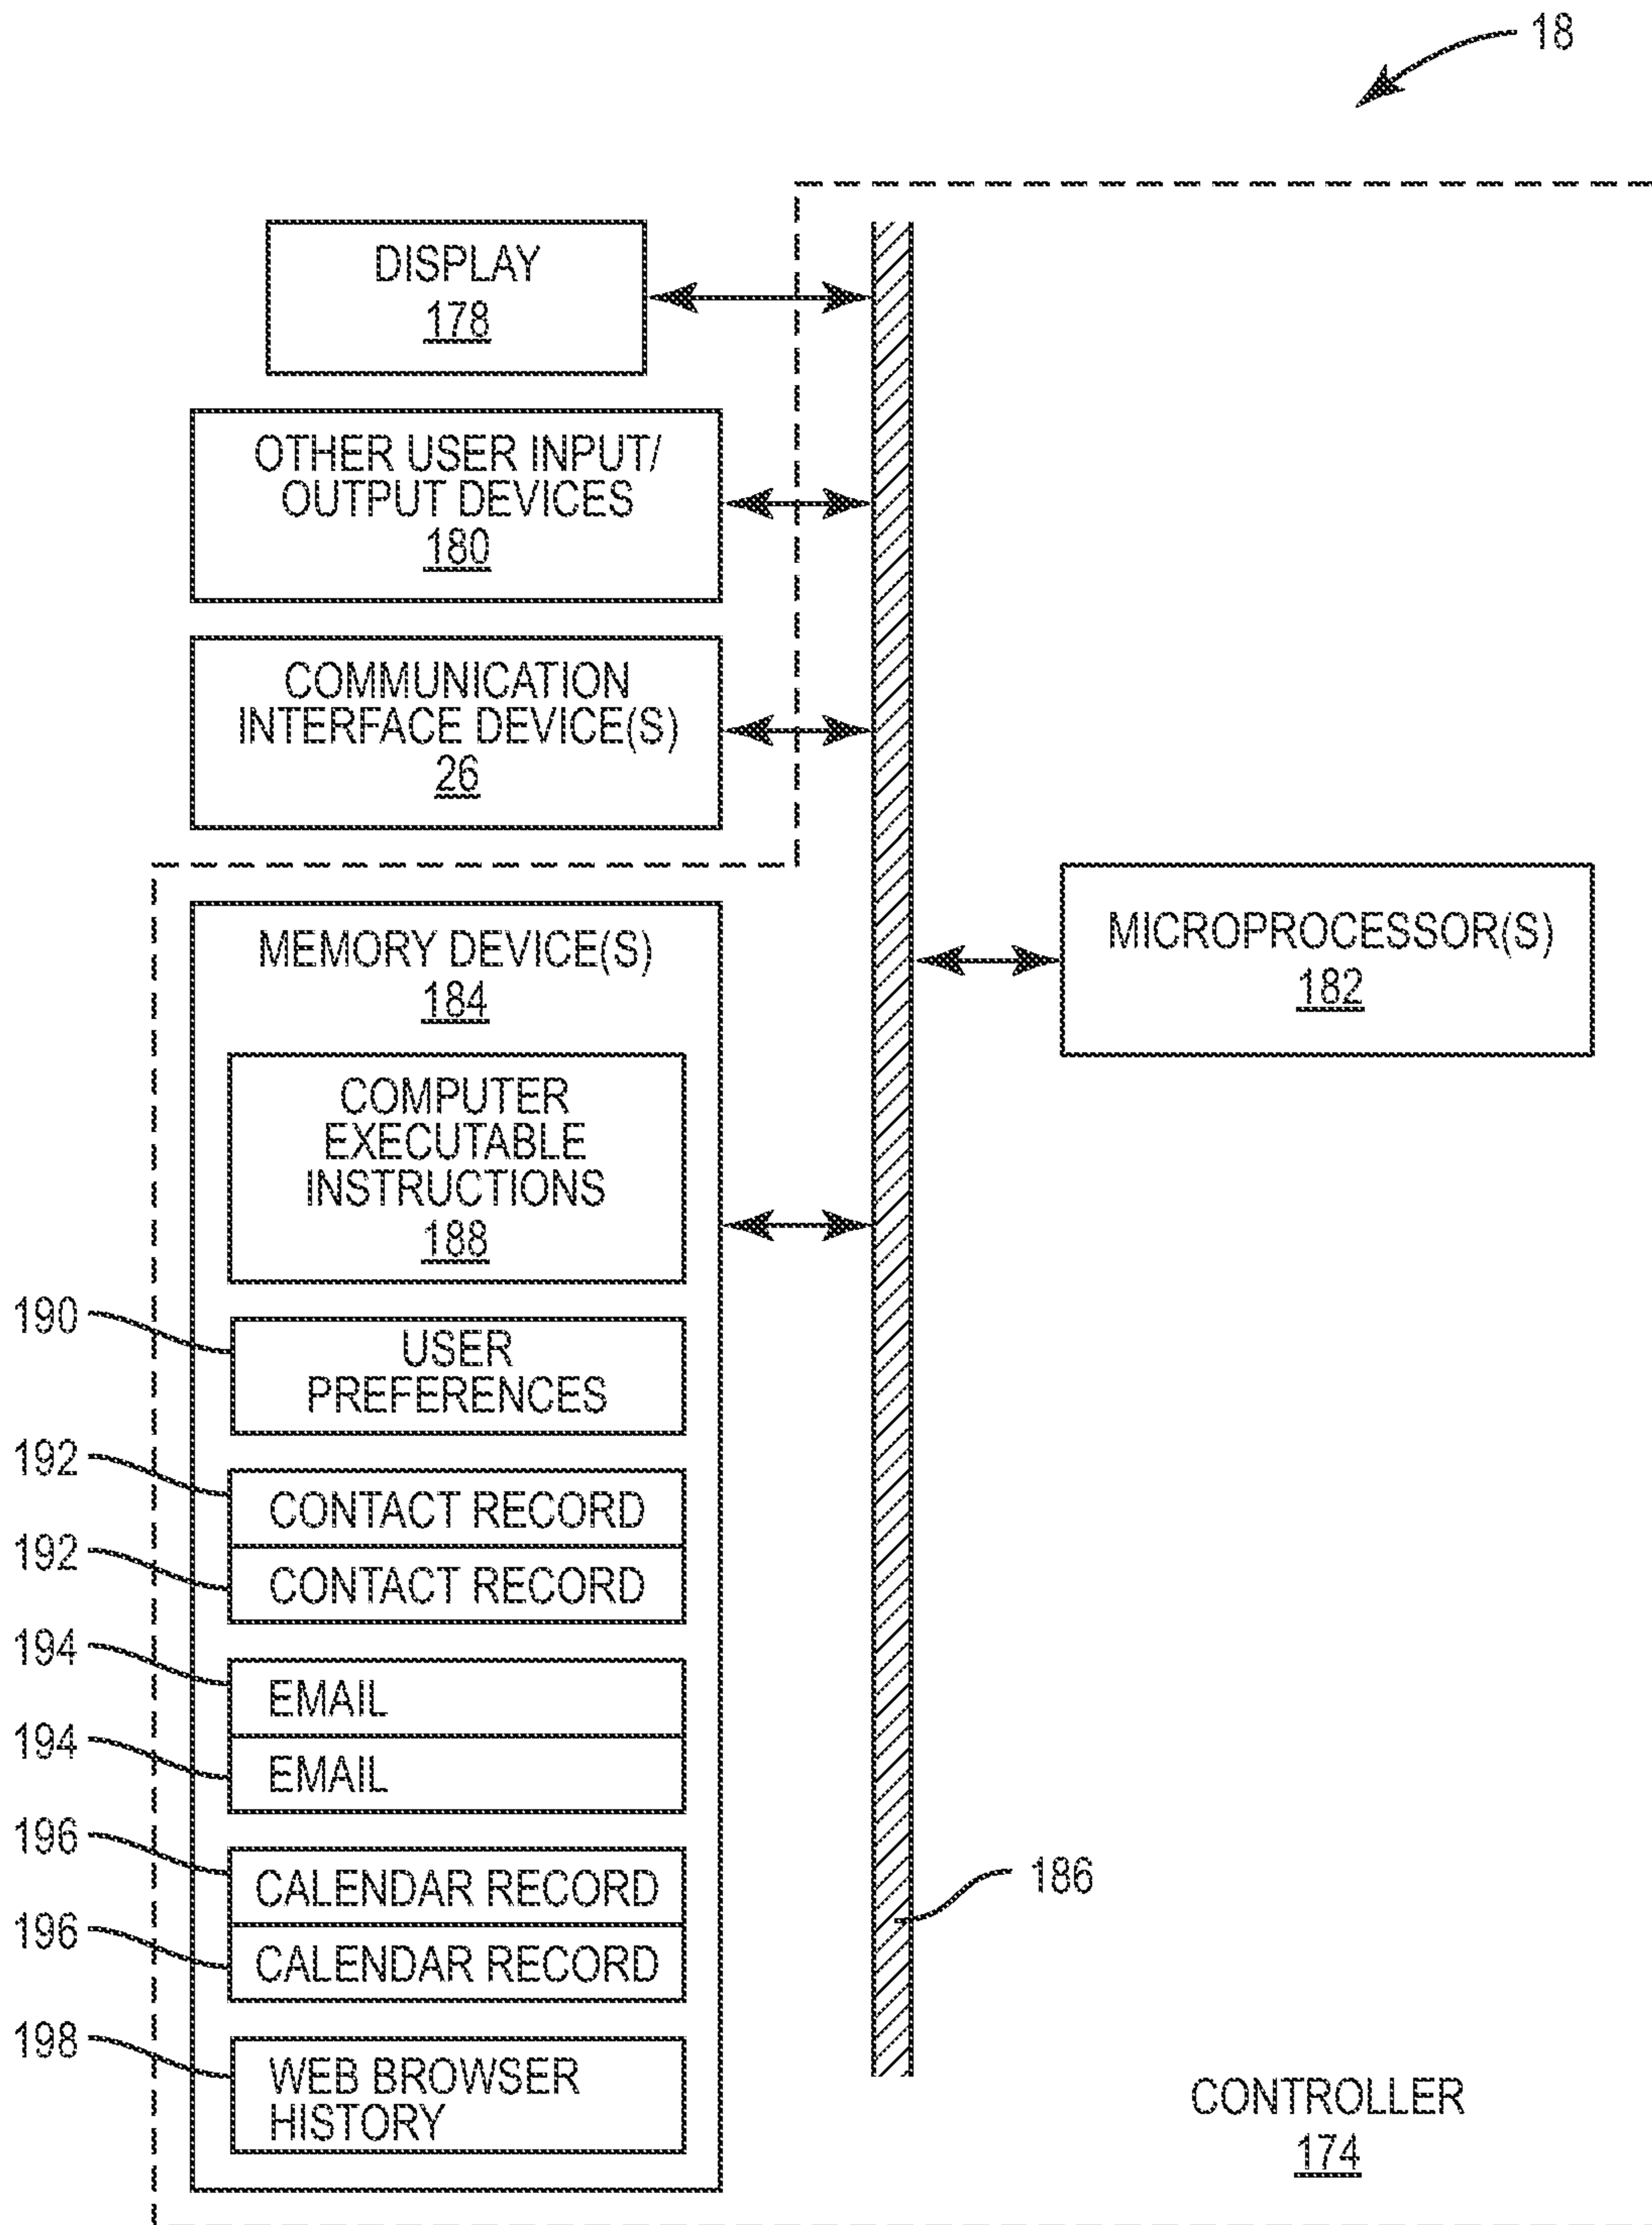 18
DISPLAY
178
OTHER USER INPUT/
OUTPUT DEVICES
180
COMMUNICATION
INTERFACE DEVICE(S)
26
MEMORY DEVICE(S)
184
MICROPROCESSOR(S)
182
COMPUTER
EXECUTABLE
INSTRUCTIONS
188
190
USER
PREFERENCES
192
CONTACT RECORD
192
CONTACT RECORD
194
EMAIL
194
EMAIL
196
CALENDAR RECORD
186
196
CALENDAR RECORD
198
WEB BROWSER
HISTORY
CONTROLLER
174